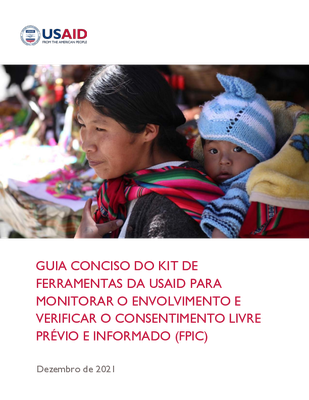 USAID
FROM THE AMERICAN PEOPLE
GUIA CONCISO DO KIT DE
FERRAMENTAS DA USAID PARA
MONITORAR O ENVOLVIMENTO E
VERIFICAR O CONSENTIMENTO LIVRE
PRÉVIO E INFORMADO (FPIC)
Dezembro de 2021